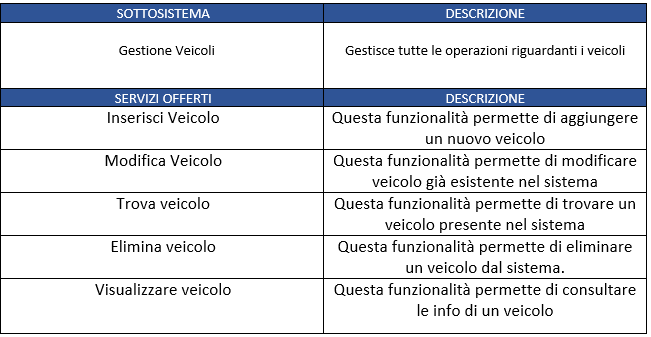 SOTTOSISTEMA DESCRIZIONE
Gestione Veicoli Gestisce tutte le operazioni riguardanti i veicoli
SERVIZI OFFERTI DESCRIZIONE
Inserisci Veicolo Questa funzionalità permette di aggiungere
un nuovo veicolo
Modifica Veicolo Questa funzionalità permette di modificare
veicolo già esistente nel sistema
Trova veicolo Questa funzionalità permette di trovare un
veicolo presente nel sistema
Elimina veicolo Questa funzionalità permette di eliminare
un veicolo dal sistema.
Visualizzare veicolo Questa funzionalità permette di consultare
le info di un veicolo